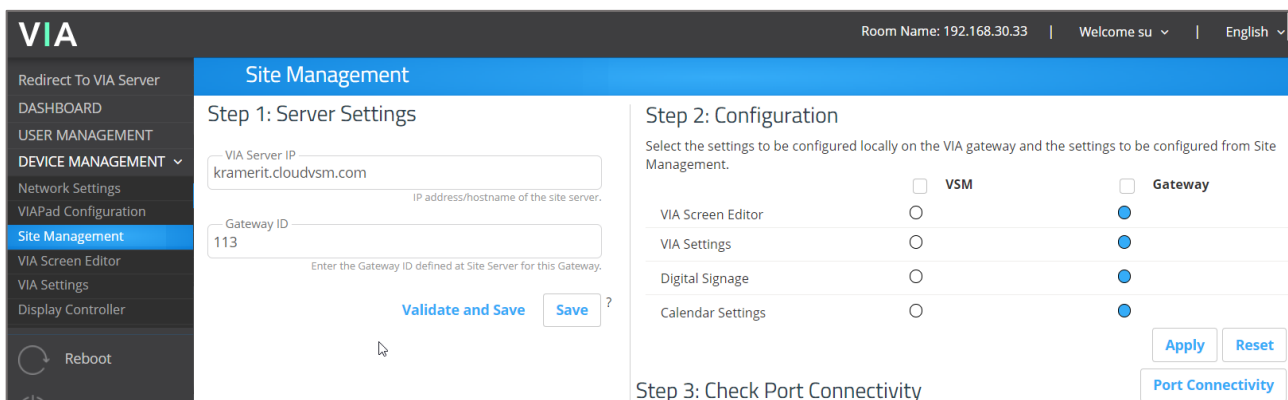 VIA
Room Name: 192.168.30.33 | Welcome su | English
Redirect To VIA Server
DASHBOARD
USER MANAGEMENT
DEVICE MANAGEMENT
Network Settings
VIAPad Configuration
Site Management
VIA Screen Editor
VIA Settings
Display Controller
Reboot
Site Management
Step 1: Server Settings
VIA Server IP
kramerit.cloudvsm.com
IP address/hostname of the site server.
Gateway ID
113
Enter the Gateway ID defined at Site Server for this Gateway.
Validate and Save Save ?
Step 2: Configuration
Select the settings to be configured locally on the VIA gateway and the settings to be configured from Site
Management.
VSM Gateway
VIA Screen Editor
VIA Settings
Digital Signage
Calendar Settings
Apply Reset
Step 3: Check Port Connectivity
Port Connectivity